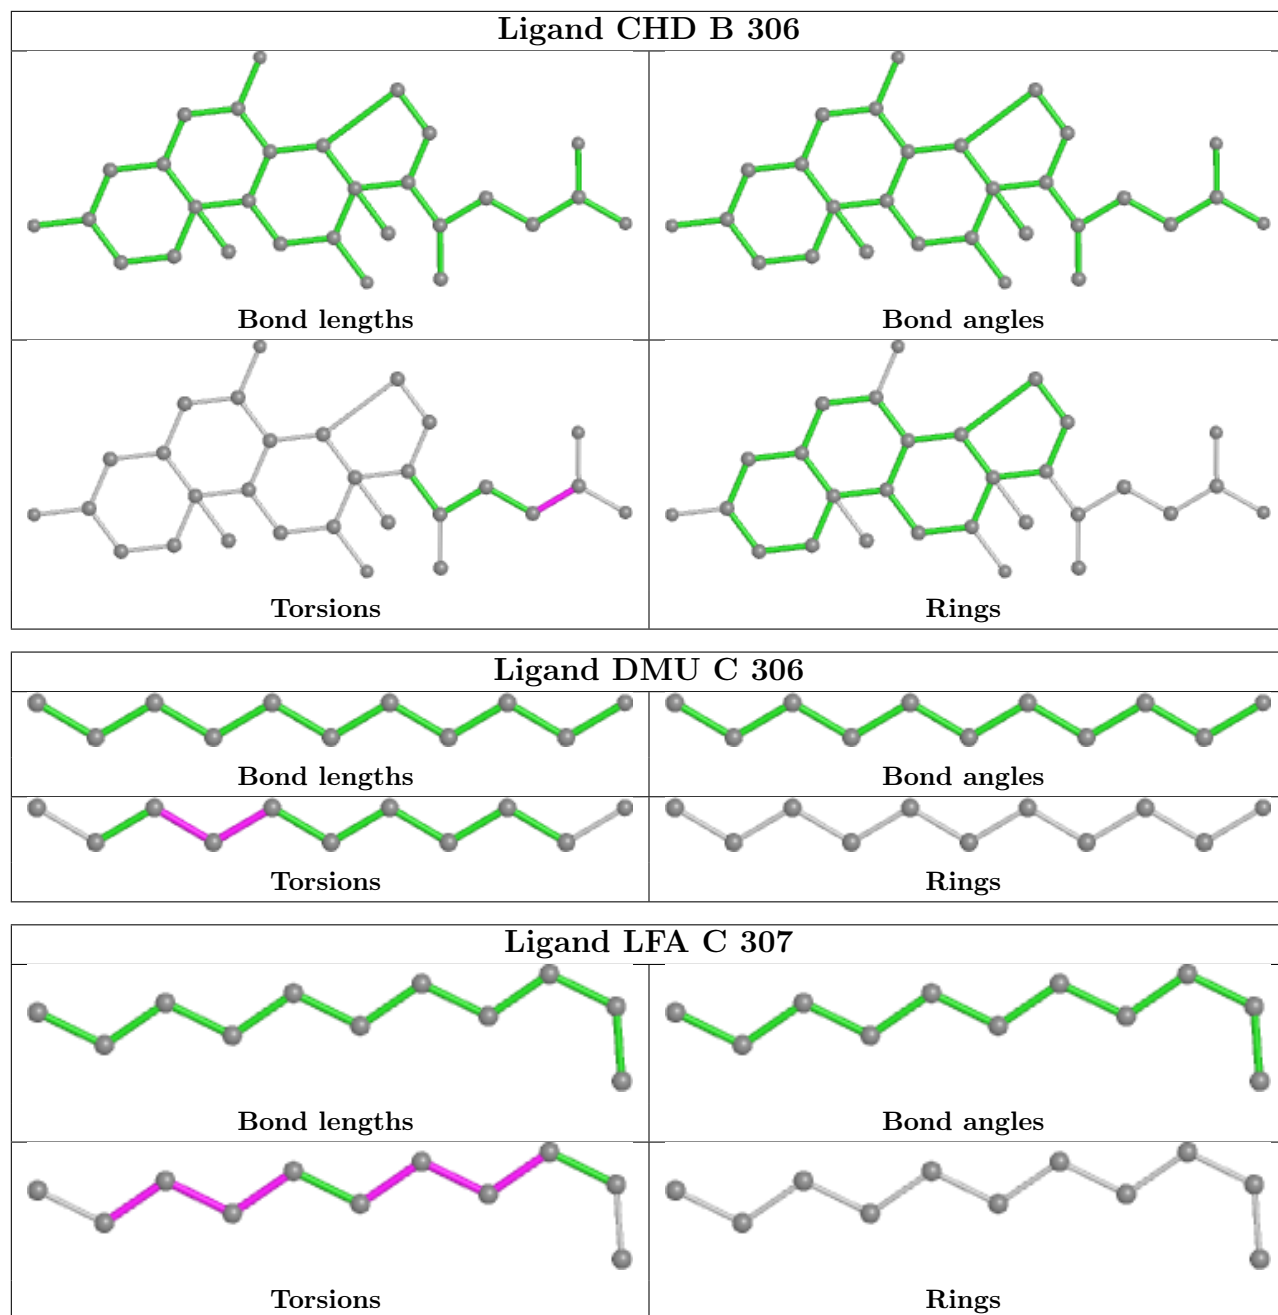 Ligand CHD B 306
Bond lengths
Bond angles
Torsions
Rings
Ligand DMU C 306
Bond lengths
Bond angles
Torsions
Rings
Ligand LFA C 307
Bond lengths
Bond angles
Torsions
Rings